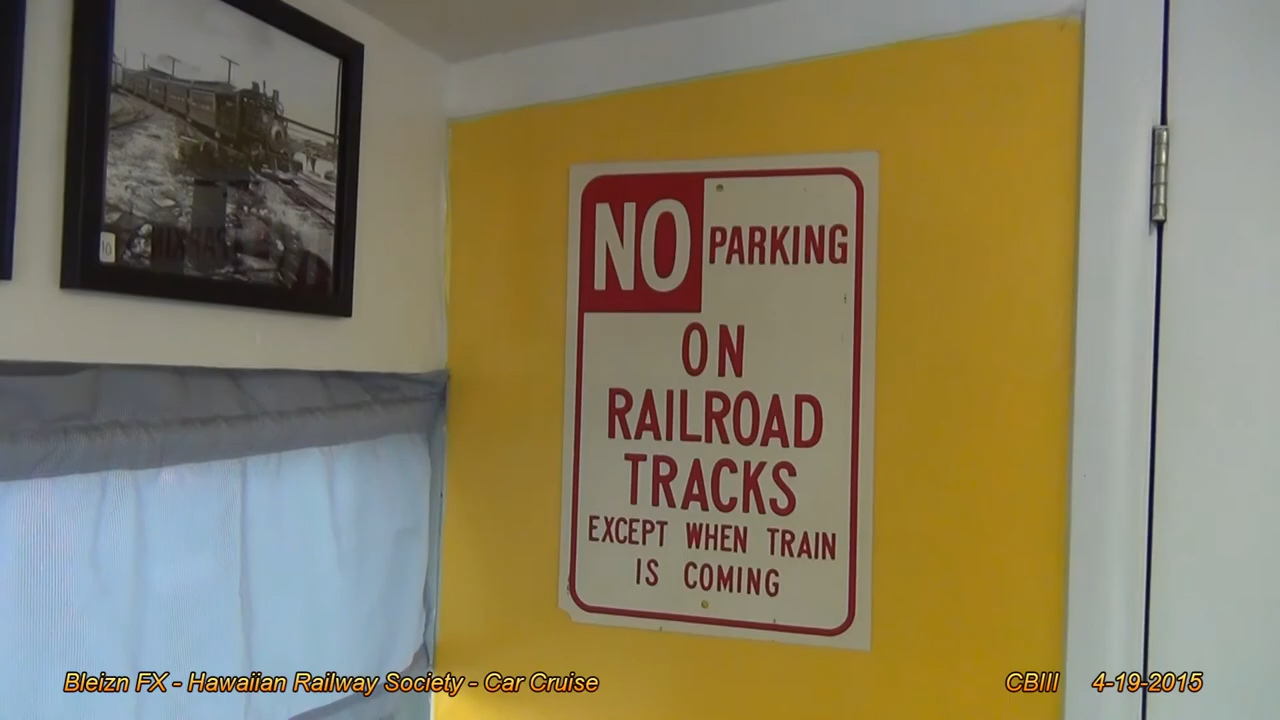 NO PARKING
ON
RAILROAD
TRACKS
EXCEPT WHEN TRAIN
IS COMING
10
Bleizn FX - Hawaiian Railway Society - Car Cruise
CBIII 4-19-2015